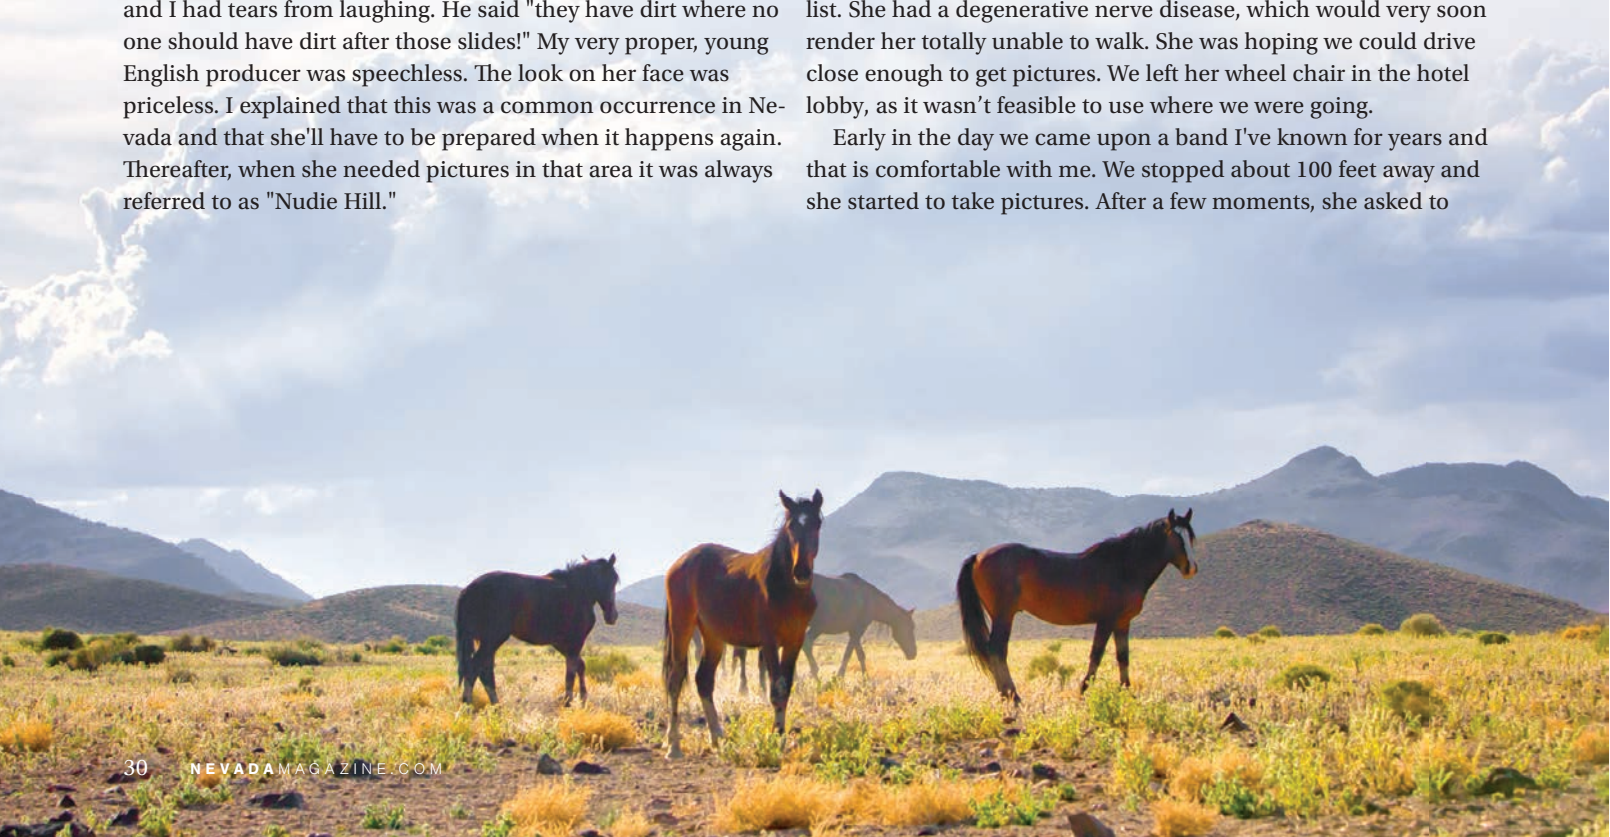 and I had tears from laughing. He said "they have dirt where no
one should have dirt after those slides!" My very proper, young
English producer was speechless. The look on her face was
priceless. I explained that this was a common occurrence in Ne-
vada and that she'll have to be prepared when it happens again.
Thereafter, when she needed pictures in that area it was always
referred to as "Nudie Hill."
list. She had a degenerative nerve disease, which would very soon
render her totally unable to walk. She was hoping we could drive
close enough to get pictures. We left her wheel chair in the hotel
lobby, as it wasn't feasible to use where we were going.
Early in the day we came upon a band I've known for years and
that is comfortable with me. We stopped about 100 feet away and
she started to take pictures. After a few moments, she asked to
30 NEVADAMAGAZINE.COM